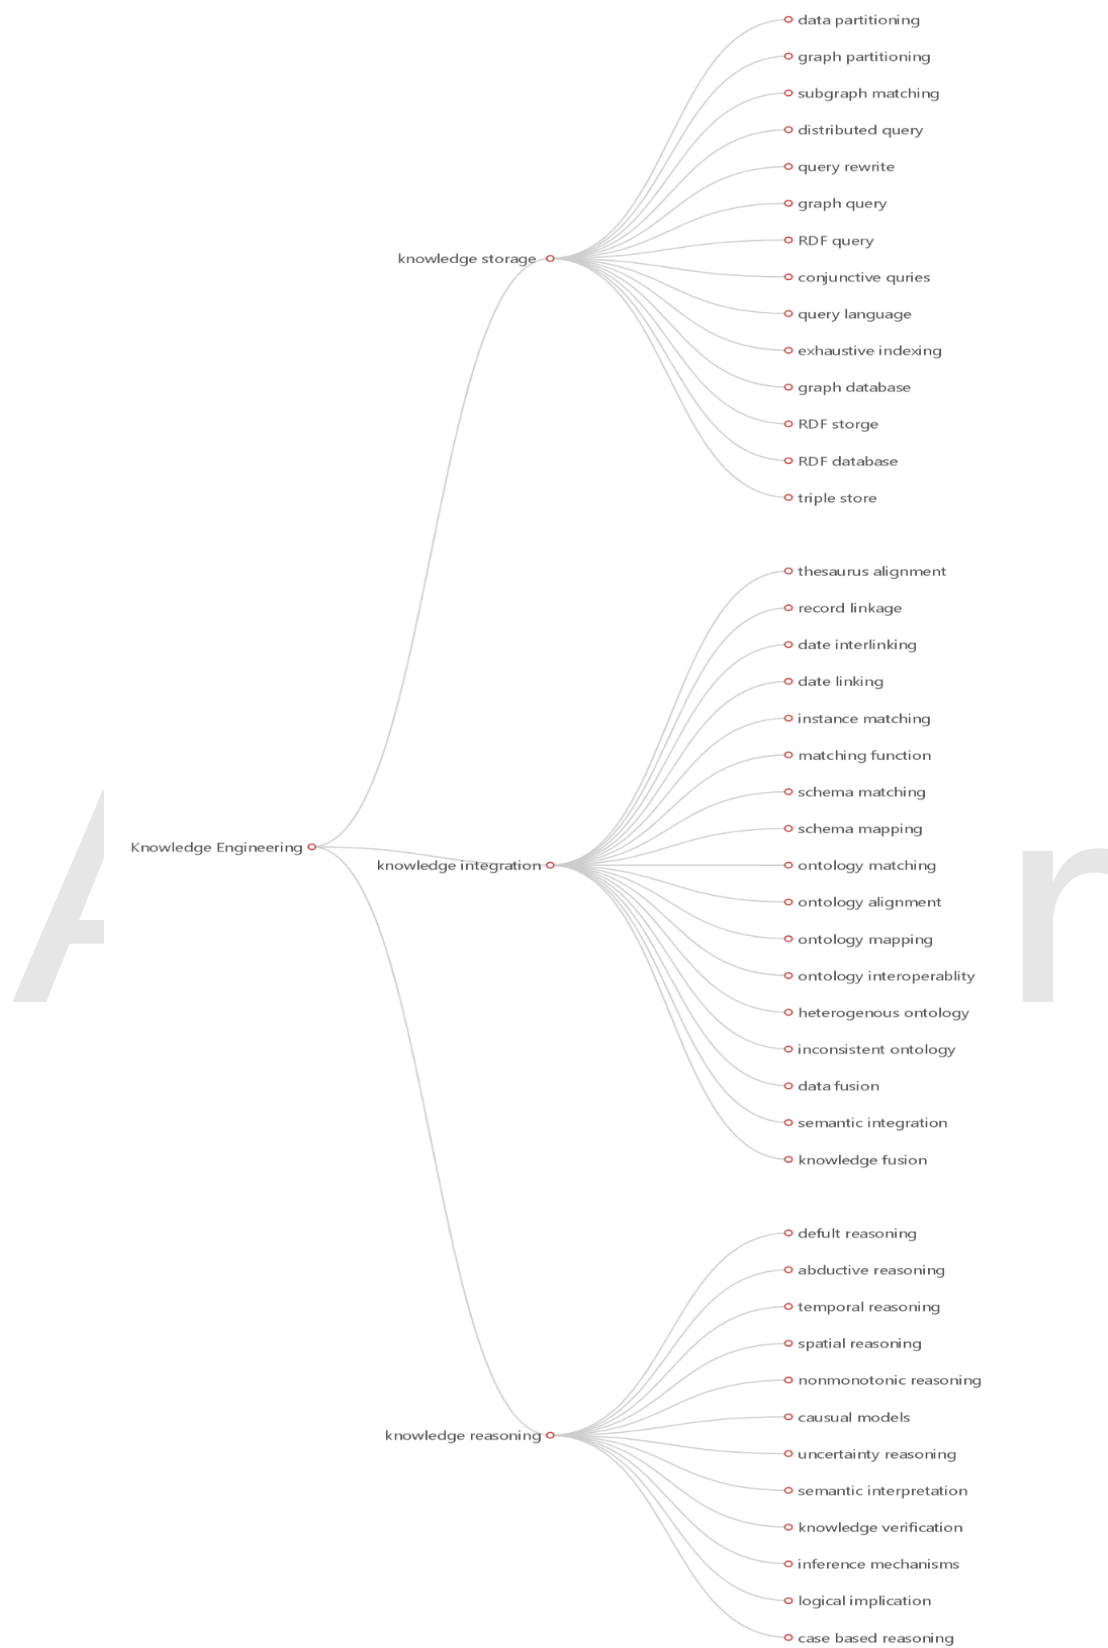 data partitioning
graph partitioning
subgraph matching
distributed query
query rewrite
graph query
RDF query
knowledge storage
conjunctive quries
query language
exhaustive indexing
graph database
RDF storge
RDF database
triple store
thesaurus alignment
record linkage
date interlinking
date linking
instance matching
matching function
schema matching
schema mapping
Knowledge Engineering
knowledge integration
ontology matching
ontology alignment
ontology mapping
ontology interoperablity
heterogenous ontology
inconsistent ontology
data fusion
semantic integration
knowledge fusion
defult reasoning
abductive reasoning
temporal reasoning
spatial reasoning
nonmonotonic reasoning
causual models
knowledge reasoning
uncertainty reasoning
semantic interpretation
knowledge verification
inference mechanisms
logical implication
case based reasoning